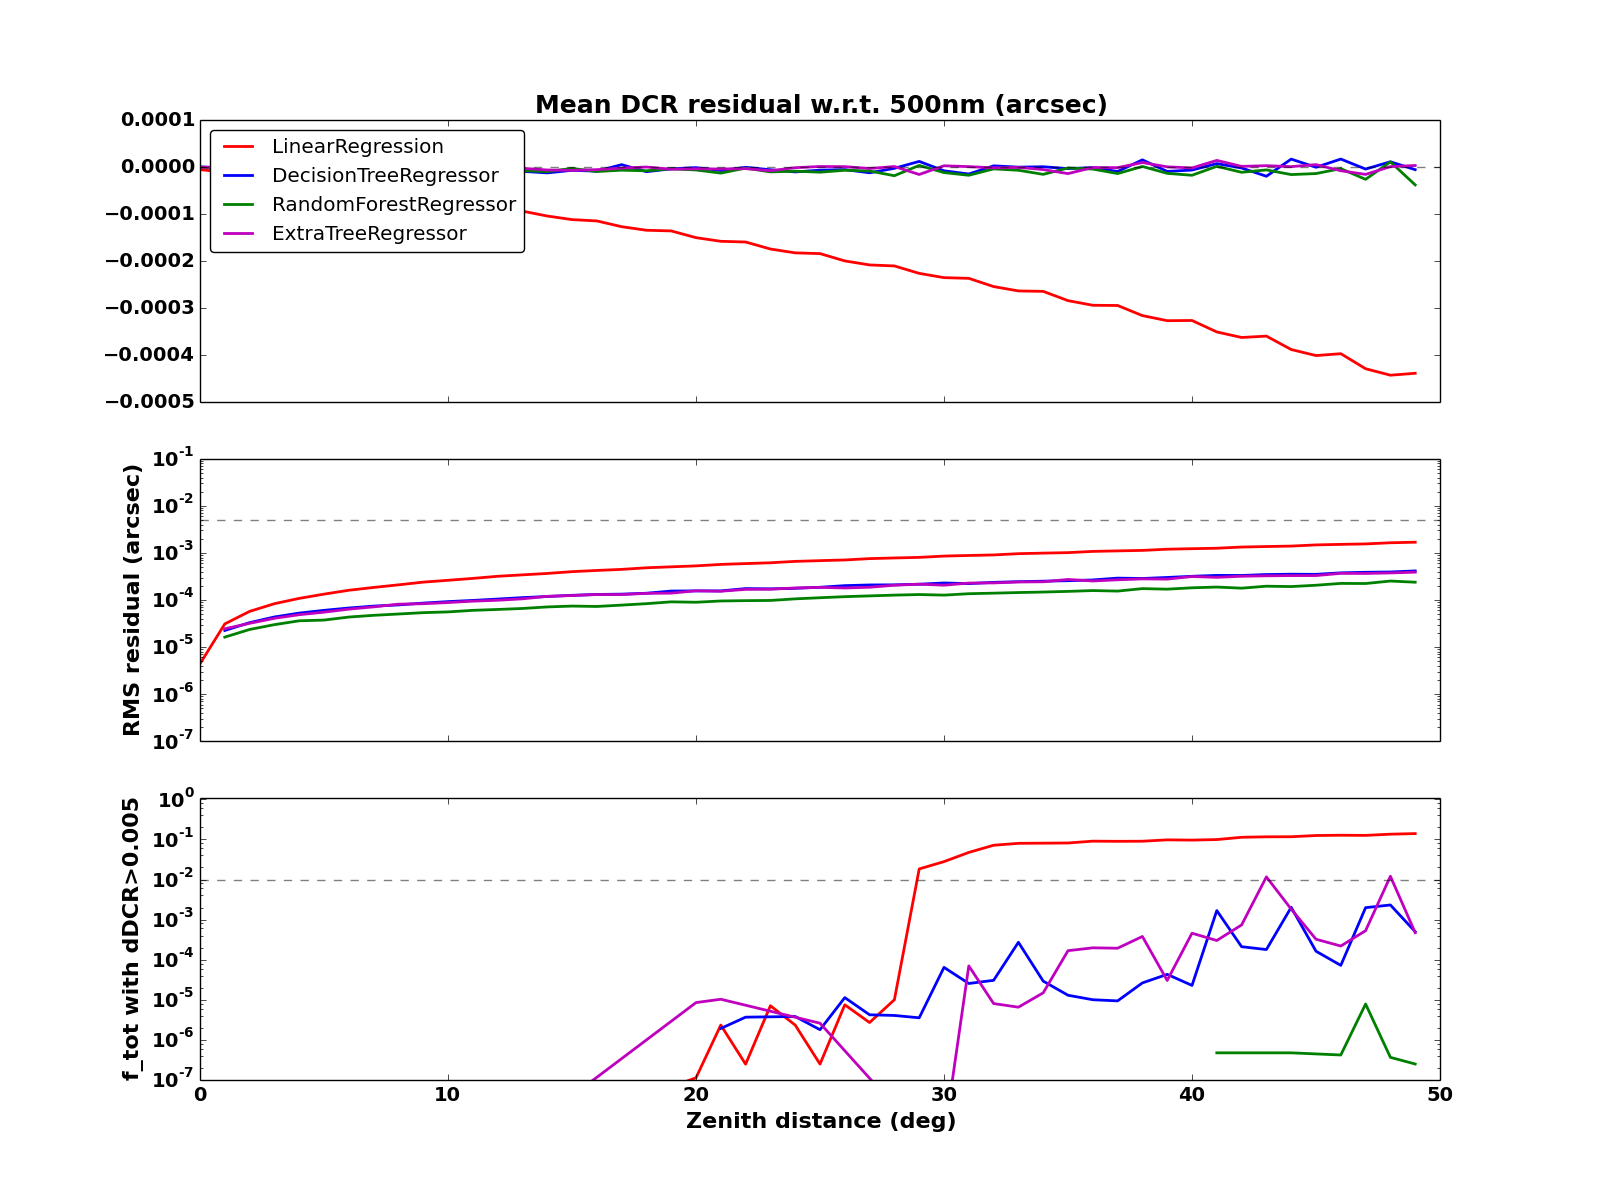 Mean DCR residual w.r.t. 500nm (arcsec)
0.0001
0.0000
−0.0001
−0.0002
−0.0003
−0.0004
−0.0005
LinearRegression
DecisionTreeRegressor
RandomForestRegressor
ExtraTreeRegressor
RMS residual (arcsec)
10^-1
10^-2
10^-3
10^-4
10^-5
10^-6
10^-7
f_tot with dDCR>0.005
10^0
10^-1
10^-2
10^-3
10^-4
10^-5
10^-6
10^-7
0 10 20 30 40 50
Zenith distance (deg)